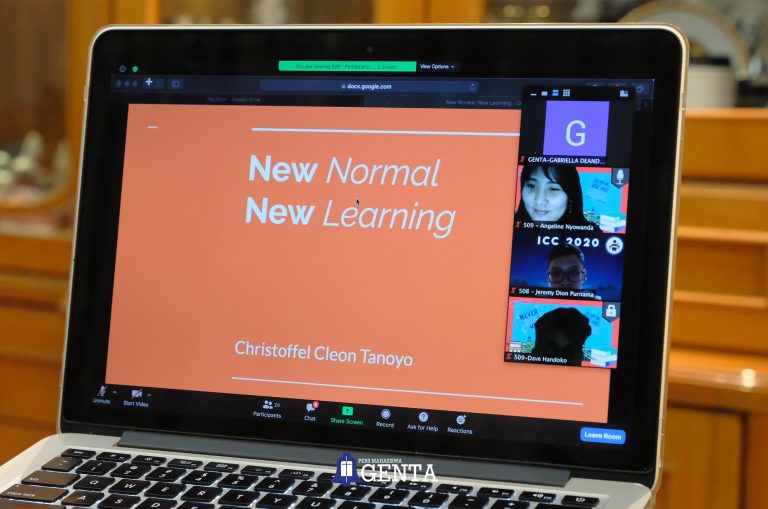 You are viewing S09 - Pembicara - ...'s screen
View Options
docs.google.com
My Drive - Google Drive
New Normal New Learning
New Normal
New Learning
Christoffel Cleon Tanoyo
G
GENTA-GABRIELLA DEAND...
S09 - Angeline Nyowanda
ICC 2020
S08 - Jeremy Dion Purnama
NEVER
S09-Dave Handoko
Unmute
Start Video
Participants
20
Chat
Share Screen
Record
Ask for Help
Reactions
Leave Room
PERS MAHASISWA
GENTA